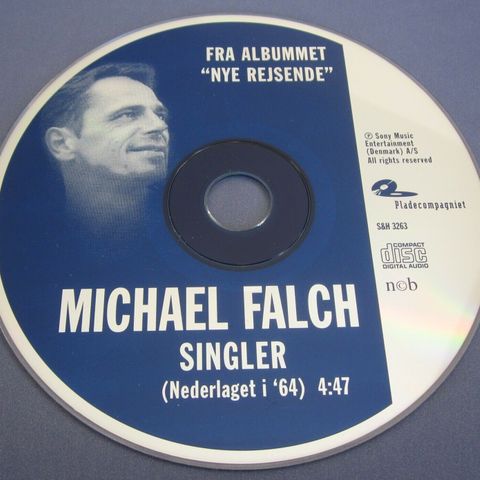 FRA ALBUMMET
“NYE REJSENDE”
℗ Sony Music
Entertainment
(Denmark) A/S
All rights reserved
Pladecompagniet
S&H 3263
COMPACT
disc
DIGITAL AUDIO
n©b
MICHAEL FALCH
SINGLER
(Nederlaget i ‘64) 4:47